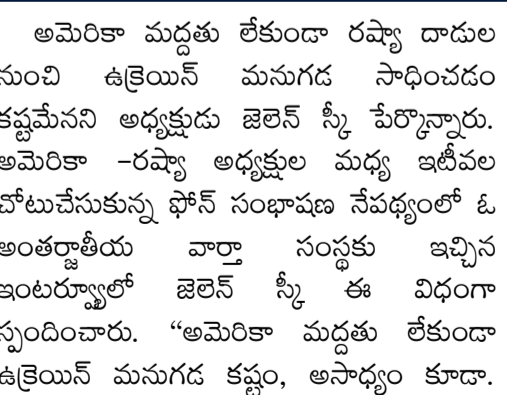 అమెరికా మద్దతు లేకుండా రష్యా దాడుల
నుంచి ఉక్రెయిన్ మనుగడ సాధించడం
కష్టమేనని అధ్యక్షుడు జెలెన్ స్కీ పేర్కొన్నారు.
అమెరికా –రష్యా అధ్యక్షుల మధ్య ఇటీవల
చోటుచేసుకున్న ఫోన్ సంభాషణ నేపథ్యంలో ఓ
అంతర్జాతీయ వార్తా సంస్థకు ఇచ్చిన
ఇంటర్వ్యూలో జెలెన్ స్కీ ఈ విధంగా
స్పందించారు. “అమెరికా మద్దతు లేకుండా
ఉక్రెయిన్ మనుగడ కష్టం, అసాధ్యం కూడా.